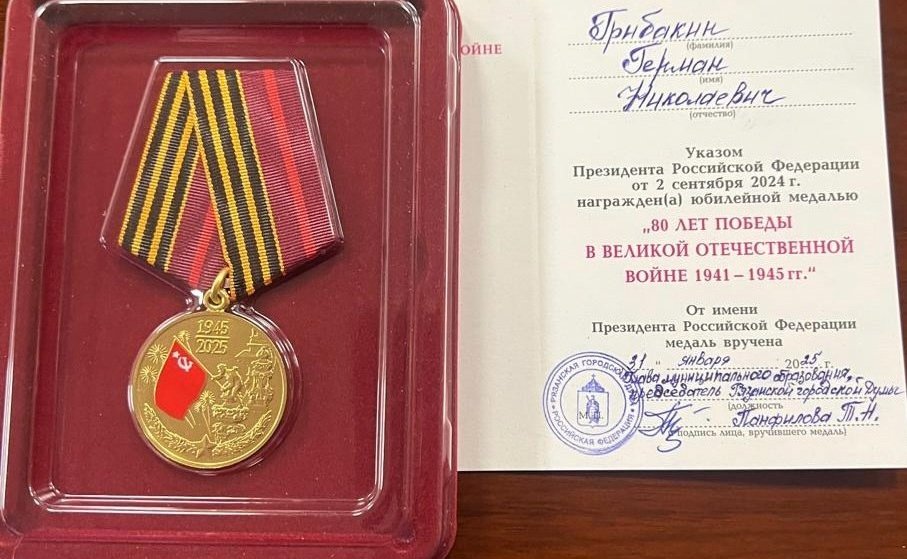 1945
2025
ОЙНЕ
Грибакин
(фамилия)
Герман
(имя)
Николаевич
(отчество)
Указом
Президента Российской Федерации
от 2 сентября 2024 г.
награжден(а) юбилейной медалью
„80 ЛЕТ ПОБЕДЫ
В ВЕЛИКОЙ ОТЕЧЕСТВЕННОЙ
ВОЙНЕ 1941 – 1945 гг.“
От имени
Президента Российской Федерации
медаль вручена
„31 “ января 2025 г.
Глава муниципального образования,
председатель Рязанской городской Думы
(должность
Панфилова Т.Н.
подпись лица, вручившего медаль)
М.П.
РЯЗАНСКАЯ ГОРОДСКАЯ
РОССИЙСКАЯ ФЕДЕРАЦИЯ